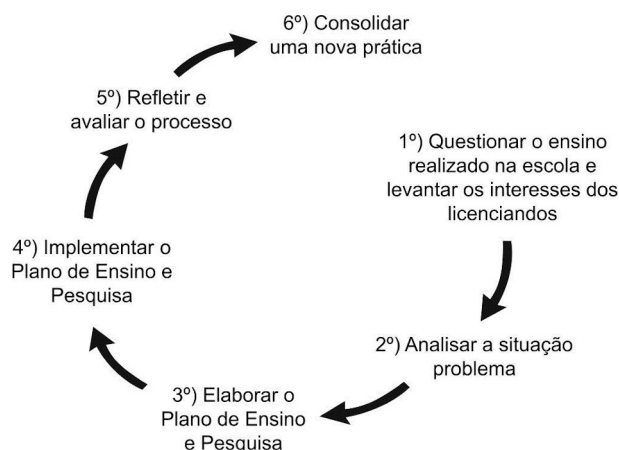 1º) Questionar o ensino
realizado na escola e
levantar os interesses dos
licenciandos
2º) Analisar a situação
problema
3º) Elaborar o
Plano de Ensino
e Pesquisa
4º) Implementar o
Plano de Ensino e
Pesquisa
5º) Refletir e
avaliar o processo
6º) Consolidar
uma nova prática